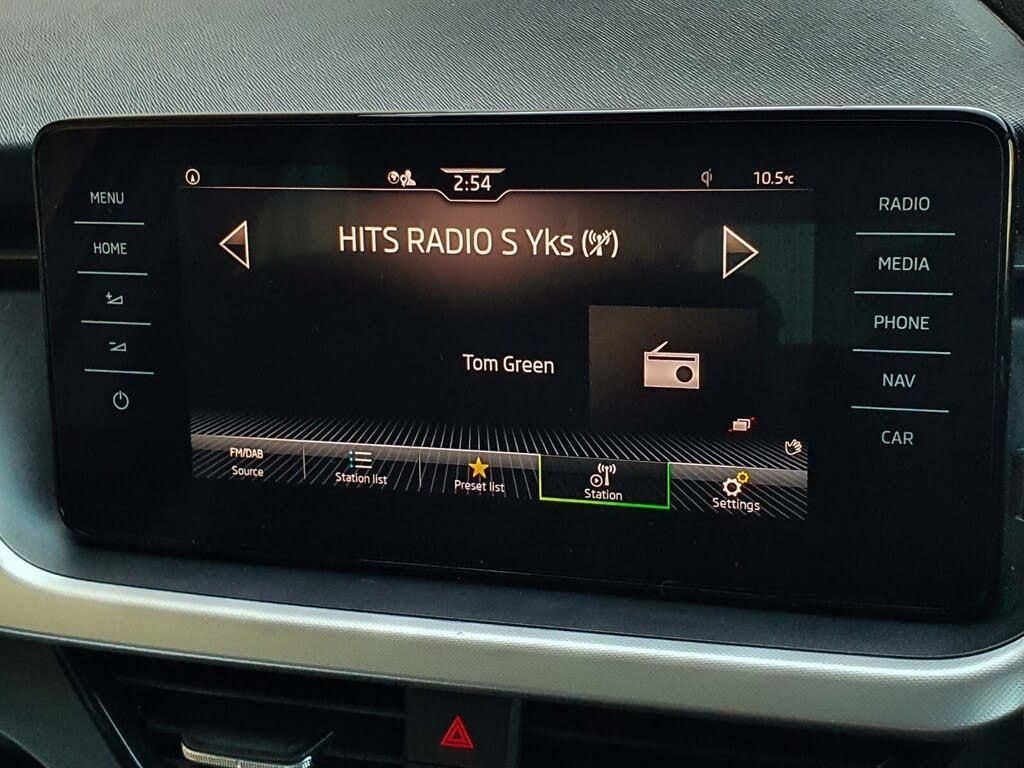 MENU
HOME
2:54
10.5°C
HITS RADIO S Yks
Tom Green
FM/DAB
Source
Station list
Preset list
Station
Settings
RADIO
MEDIA
PHONE
NAV
CAR